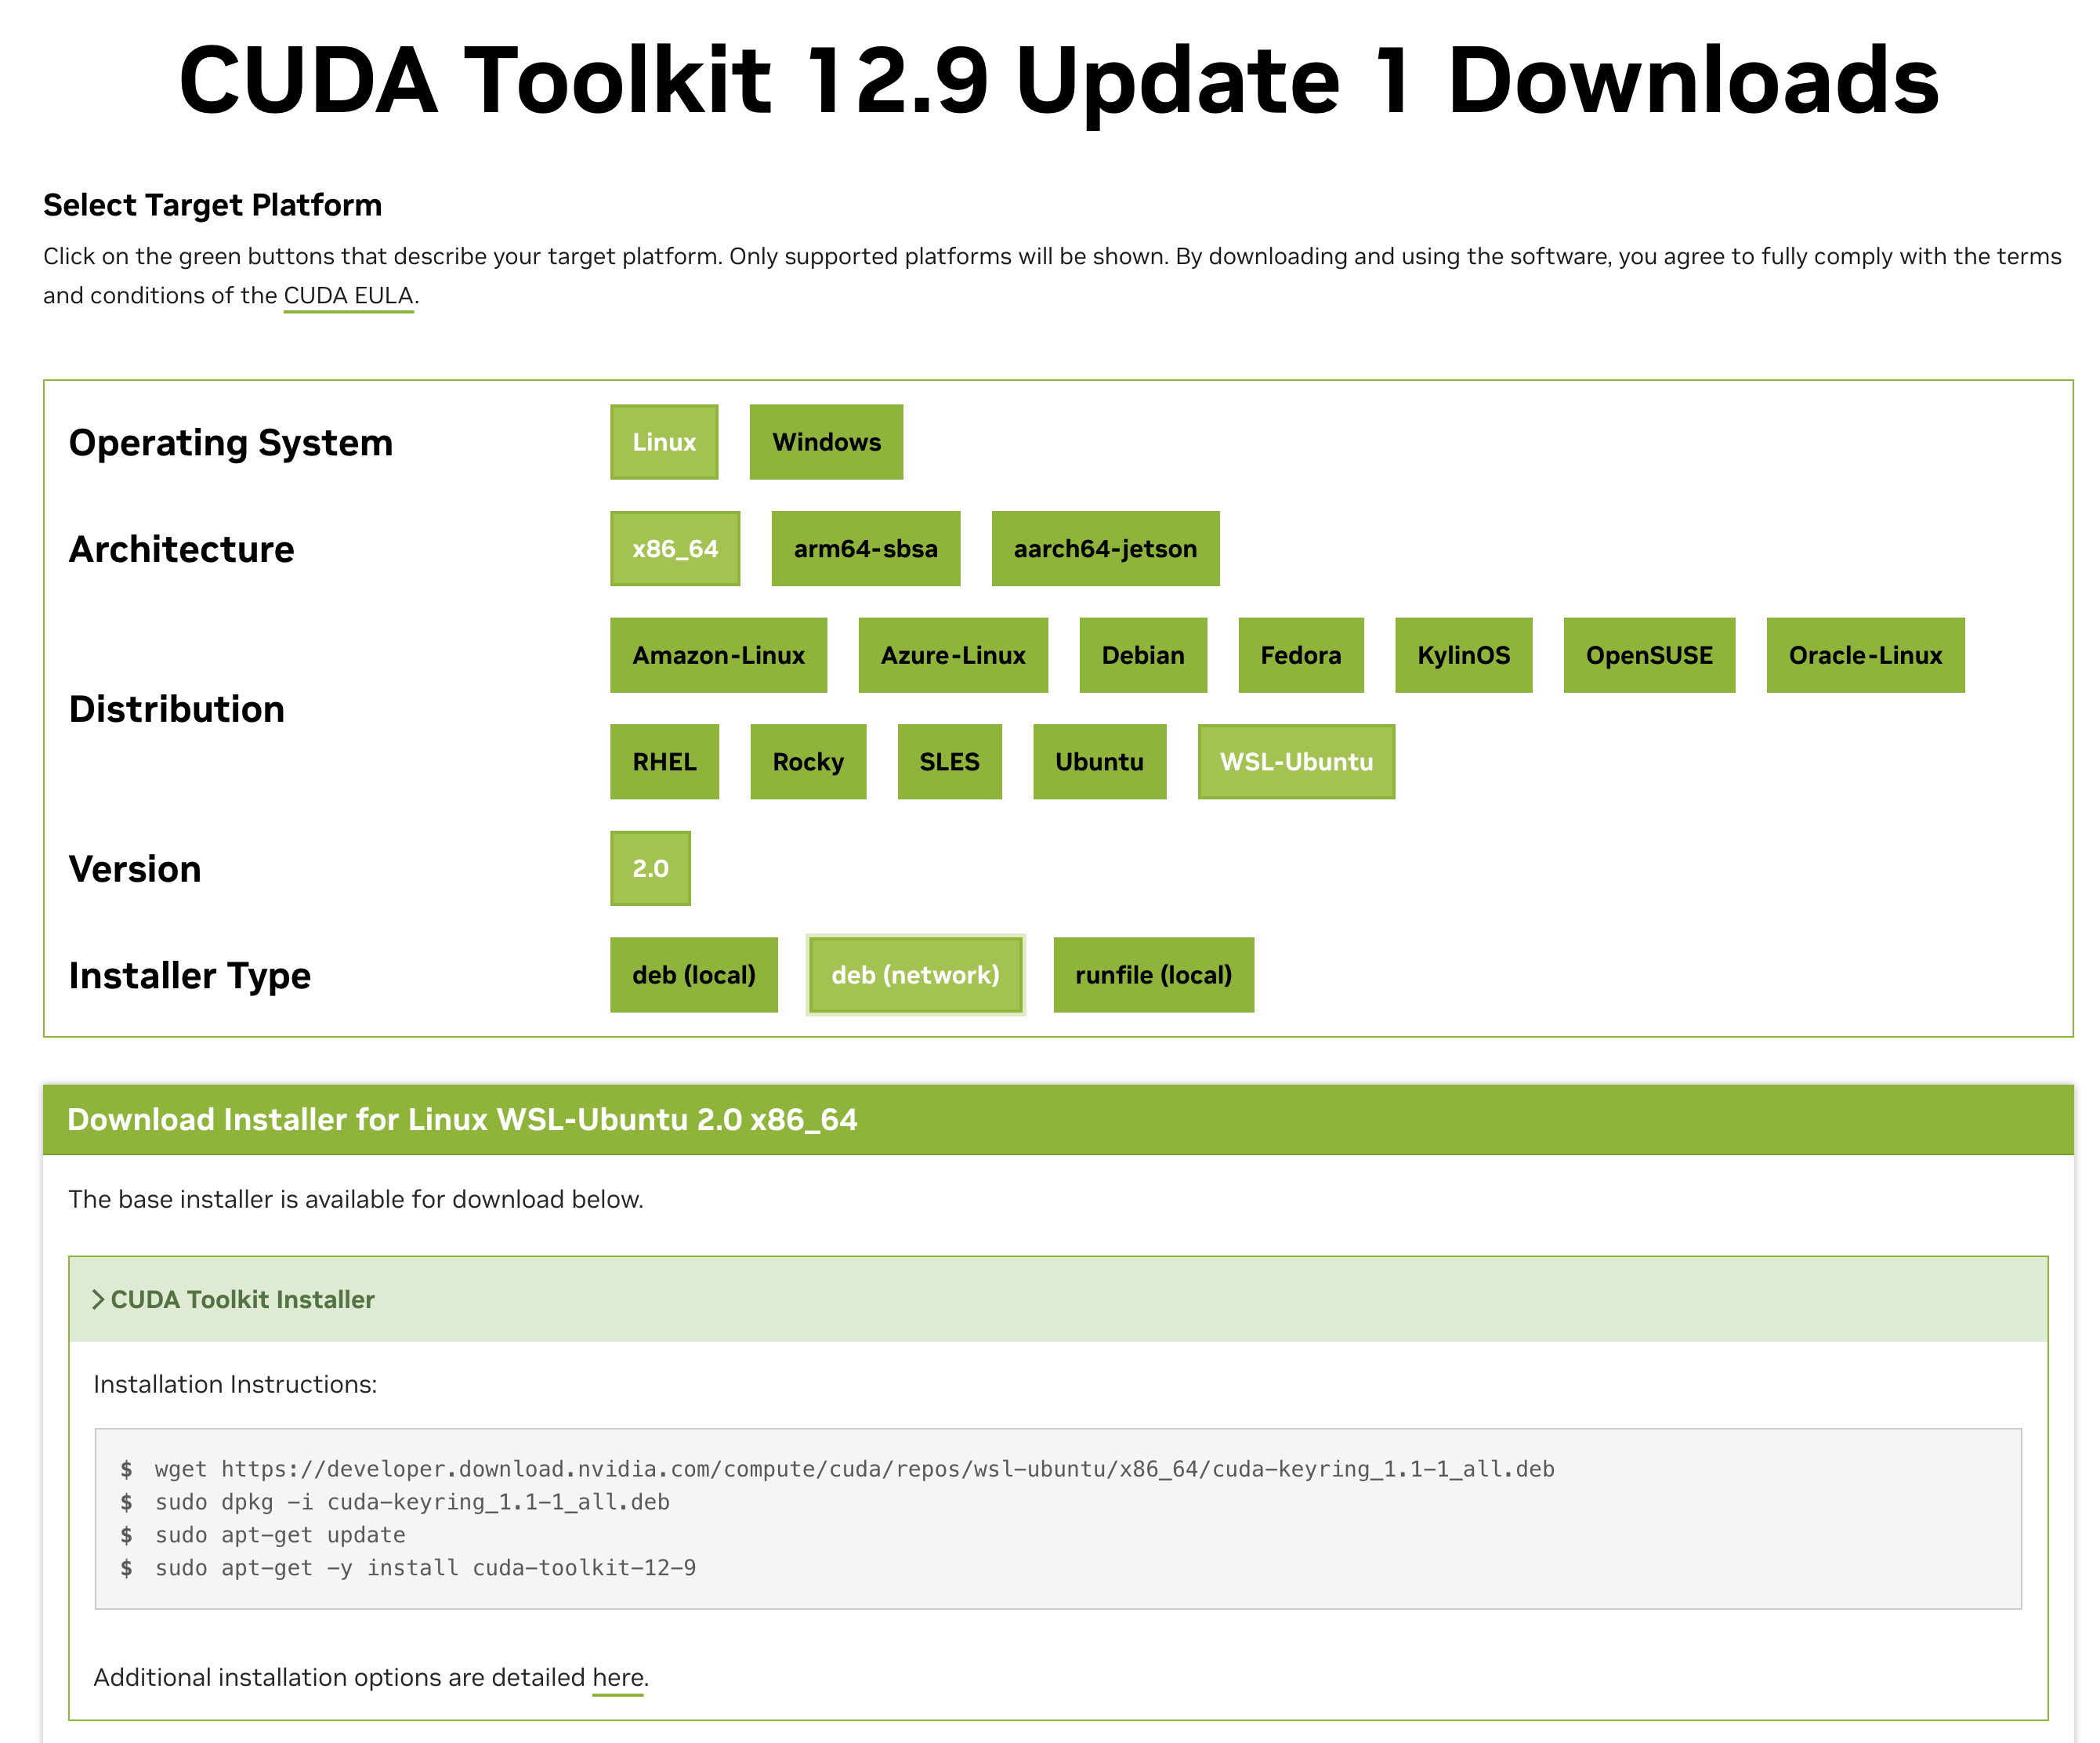 CUDA Toolkit 12.9 Update 1 Downloads
Select Target Platform
Click on the green buttons that describe your target platform. Only supported platforms will be shown. By downloading and using the software, you agree to fully comply with the terms
and conditions of the CUDA EULA.
Operating System
Linux Windows
Architecture
x86_64 arm64-sbsa aarch64-jetson
Distribution
Amazon-Linux Azure-Linux Debian Fedora KylinOS OpenSUSE Oracle-Linux
RHEL Rocky SLES Ubuntu WSL-Ubuntu
Version
2.0
Installer Type
deb (local) deb (network) runfile (local)
Download Installer for Linux WSL-Ubuntu 2.0 x86_64
The base installer is available for download below.
CUDA Toolkit Installer
Installation Instructions:
$ wget https://developer.download.nvidia.com/compute/cuda/repos/wsl-ubuntu/x86_64/cuda-keyring_1.1-1_all.deb
$ sudo dpkg -i cuda-keyring_1.1-1_all.deb
$ sudo apt-get update
$ sudo apt-get -y install cuda-toolkit-12-9
Additional installation options are detailed here.